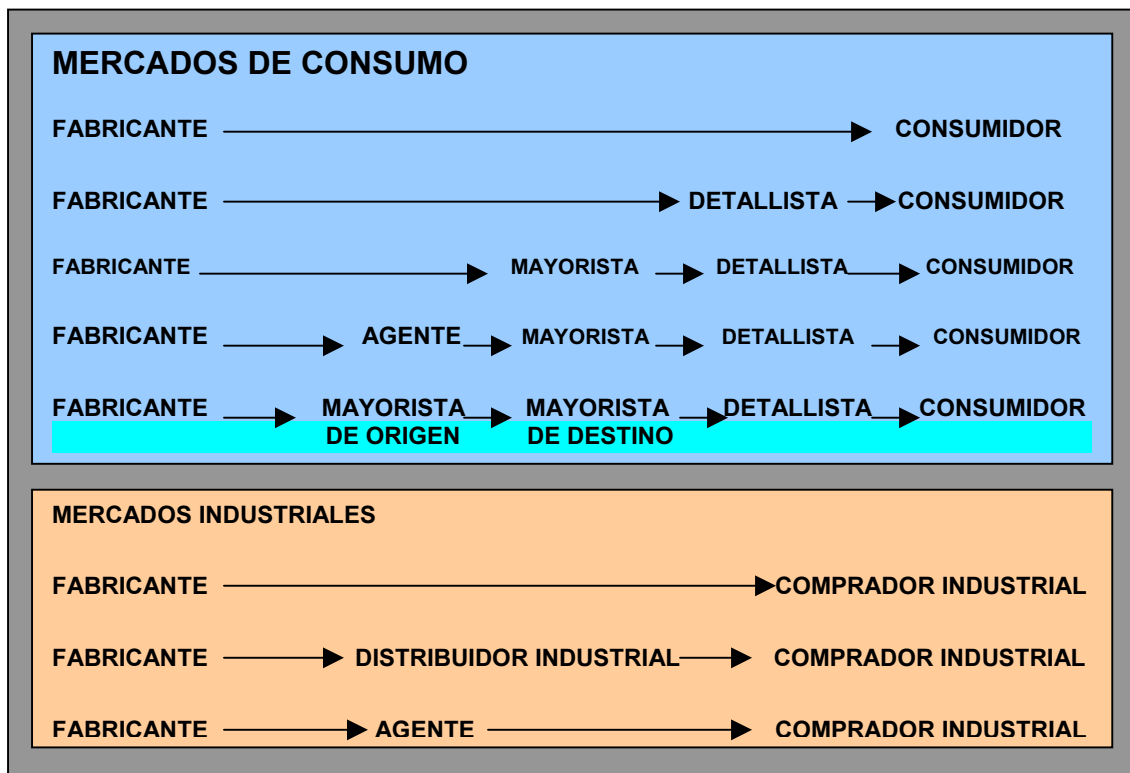 MERCADOS DE CONSUMO
FABRICANTE CONSUMIDOR
FABRICANTE DETALLISTA CONSUMIDOR
FABRICANTE MAYORISTA DETALLISTA CONSUMIDOR
FABRICANTE AGENTE MAYORISTA DETALLISTA CONSUMIDOR
FABRICANTE MAYORISTA MAYORISTA DETALLISTA CONSUMIDOR
DE ORIGEN DE DESTINO
MERCADOS INDUSTRIALES
FABRICANTE COMPRADOR INDUSTRIAL
FABRICANTE DISTRIBUIDOR INDUSTRIAL COMPRADOR INDUSTRIAL
FABRICANTE AGENTE COMPRADOR INDUSTRIAL